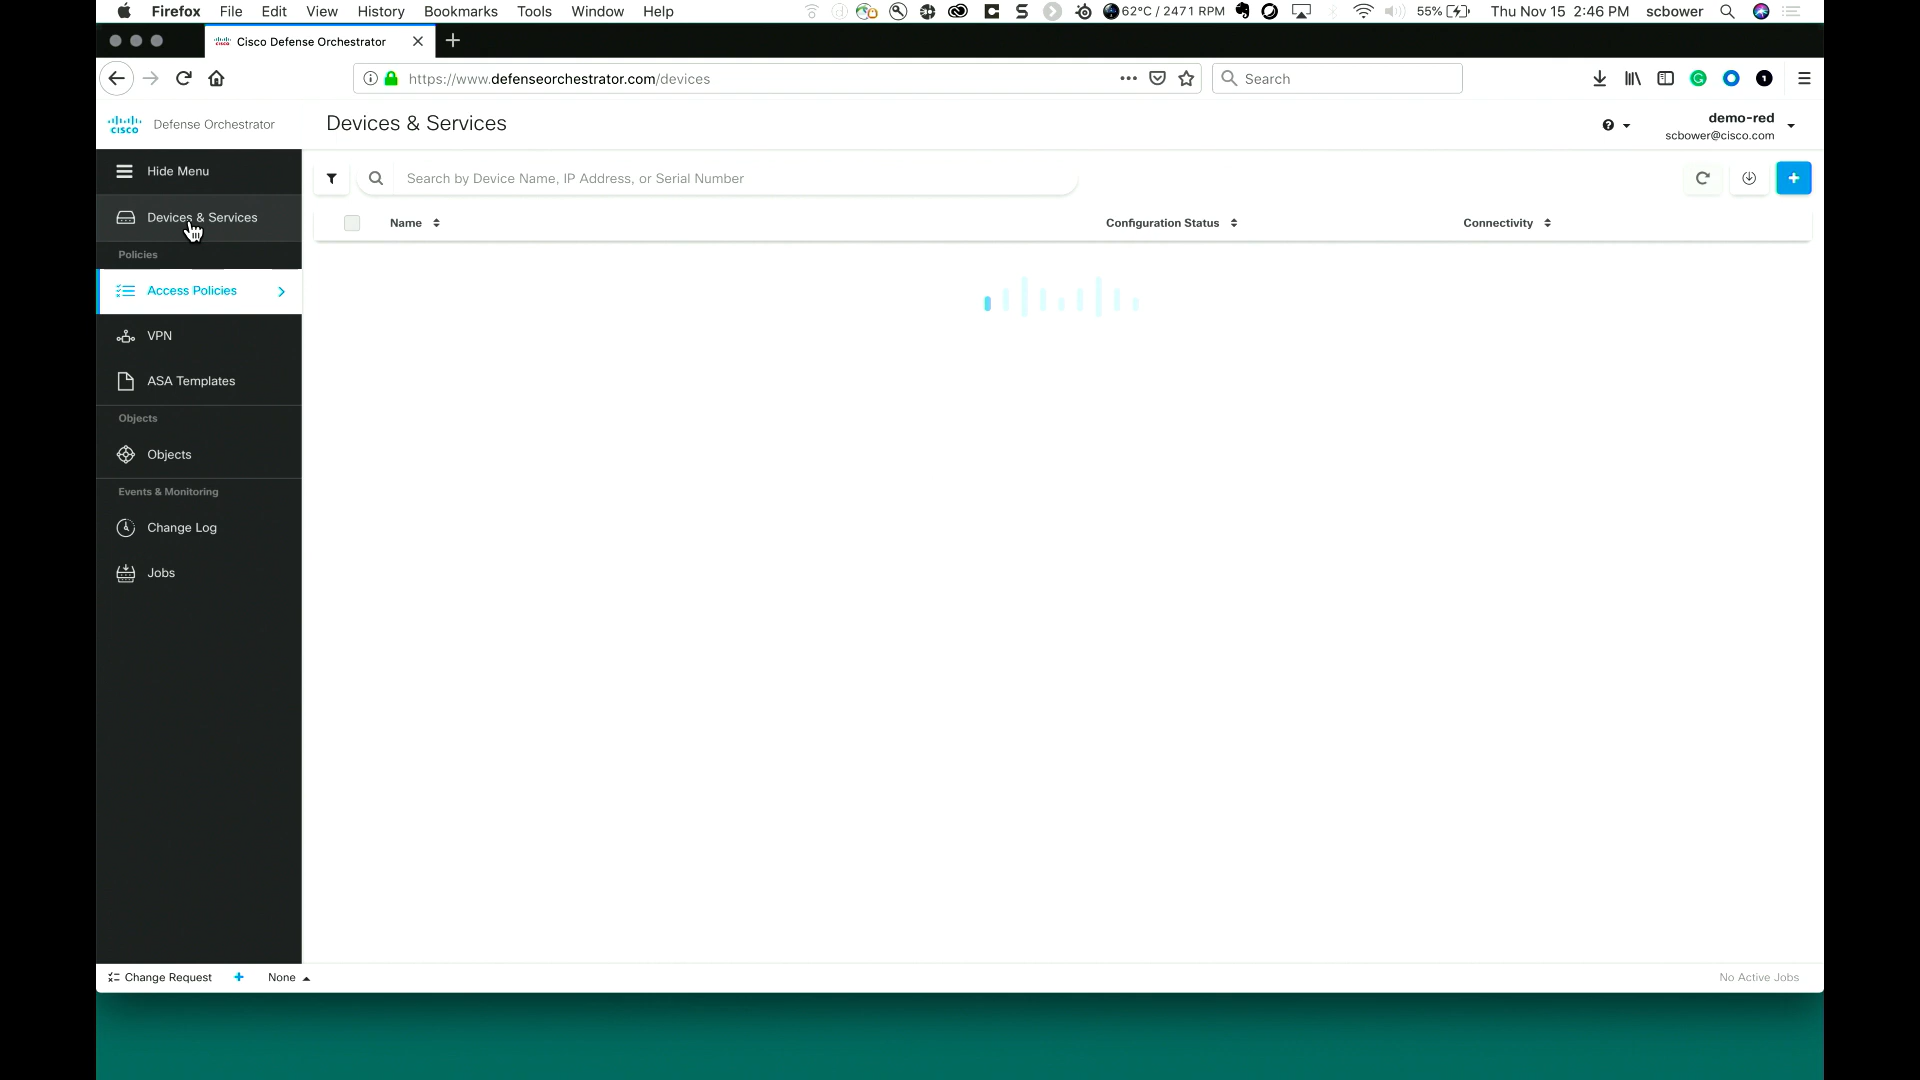 Firefox File Edit View History Bookmarks Tools Window Help 62°C / 2471 RPM 55% Thu Nov 15 2:46 PM scbower
Cisco Defense Orchestrator
https://www.defenseorchestrator.com/devices Search
CISCO Defense Orchestrator Devices & Services demo-red
scbower@cisco.com
Hide Menu
Search by Device Name, IP Address, or Serial Number
Devices & Services
Name Configuration Status Connectivity
Policies
Access Policies
VPN
ASA Templates
Objects
Objects
Events & Monitoring
Change Log
Jobs
Change Request + None No Active Jobs